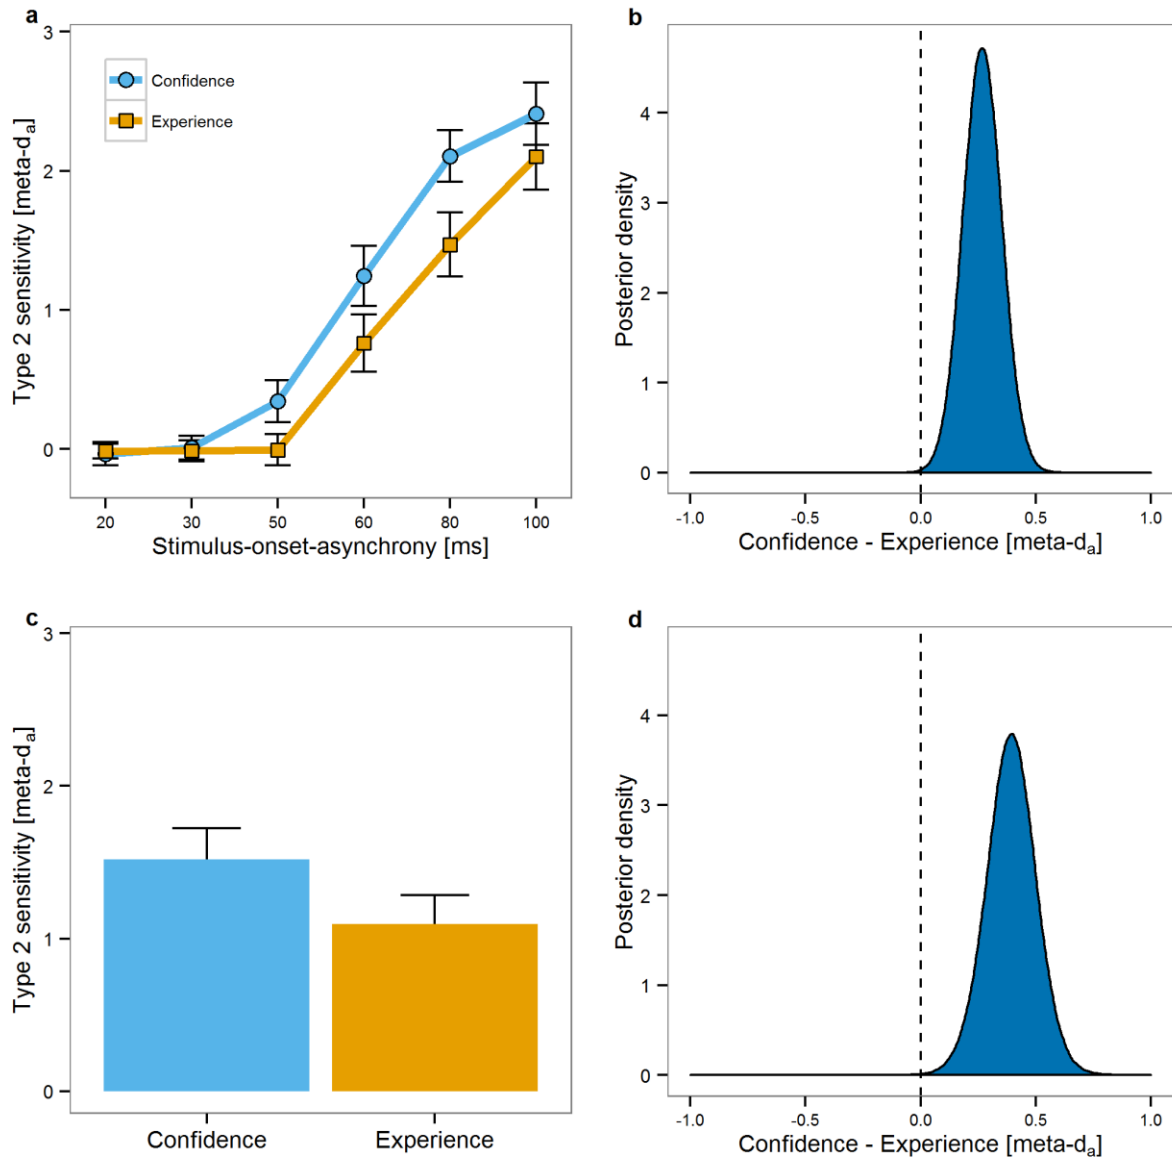 a
3
2
1
0
Type 2 sensitivity [meta-dₐ]
Confidence
Experience
20 30 50 60 80 100
Stimulus-onset-asynchrony [ms]
b
4
3
2
1
0
Posterior density
-1.0 -0.5 0.0 0.5 1.0
Confidence - Experience [meta-dₐ]
c
3
2
1
0
Type 2 sensitivity [meta-dₐ]
Confidence Experience
d
4
3
2
1
0
Posterior density
-1.0 -0.5 0.0 0.5 1.0
Confidence - Experience [meta-dₐ]